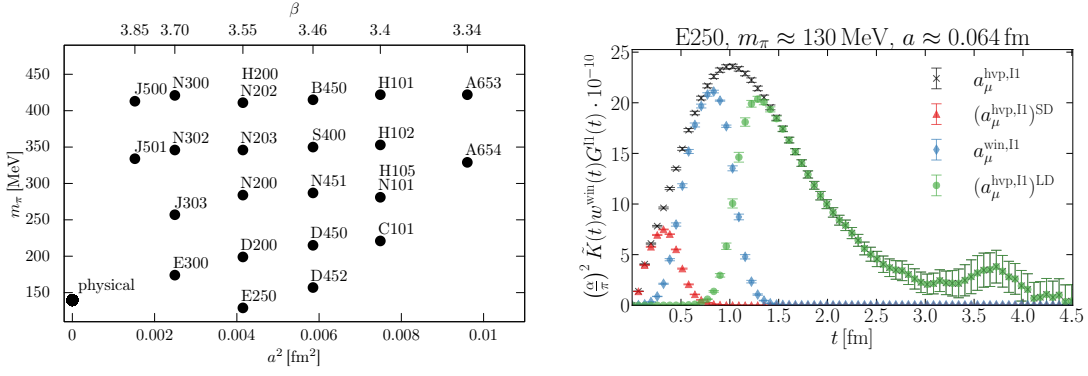 β
3.85 3.70 3.55 3.46 3.4 3.34
450
400
350
300
250
200
150
m_π [MeV]
J500
N300
H200
N202
B450
H101
A653
J501
N302
N203
S400
H102
A654
J303
N200
N451
H105
N101
E300
D200
D450
C101
E250
D452
physical
0 0.002 0.004 0.006 0.008 0.01
a² [fm²]
E250, m_π ≈ 130 MeV, a ≈ 0.064 fm
25
20
15
10
5
0
(α/π)² K̃(t)w^win(t)G^I1(t) · 10⁻¹⁰
a_μ^hvp,I1
(a_μ^hvp,I1)^SD
a_μ^win,I1
(a_μ^hvp,I1)^LD
0.5 1.0 1.5 2.0 2.5 3.0 3.5 4.0 4.5
t [fm]